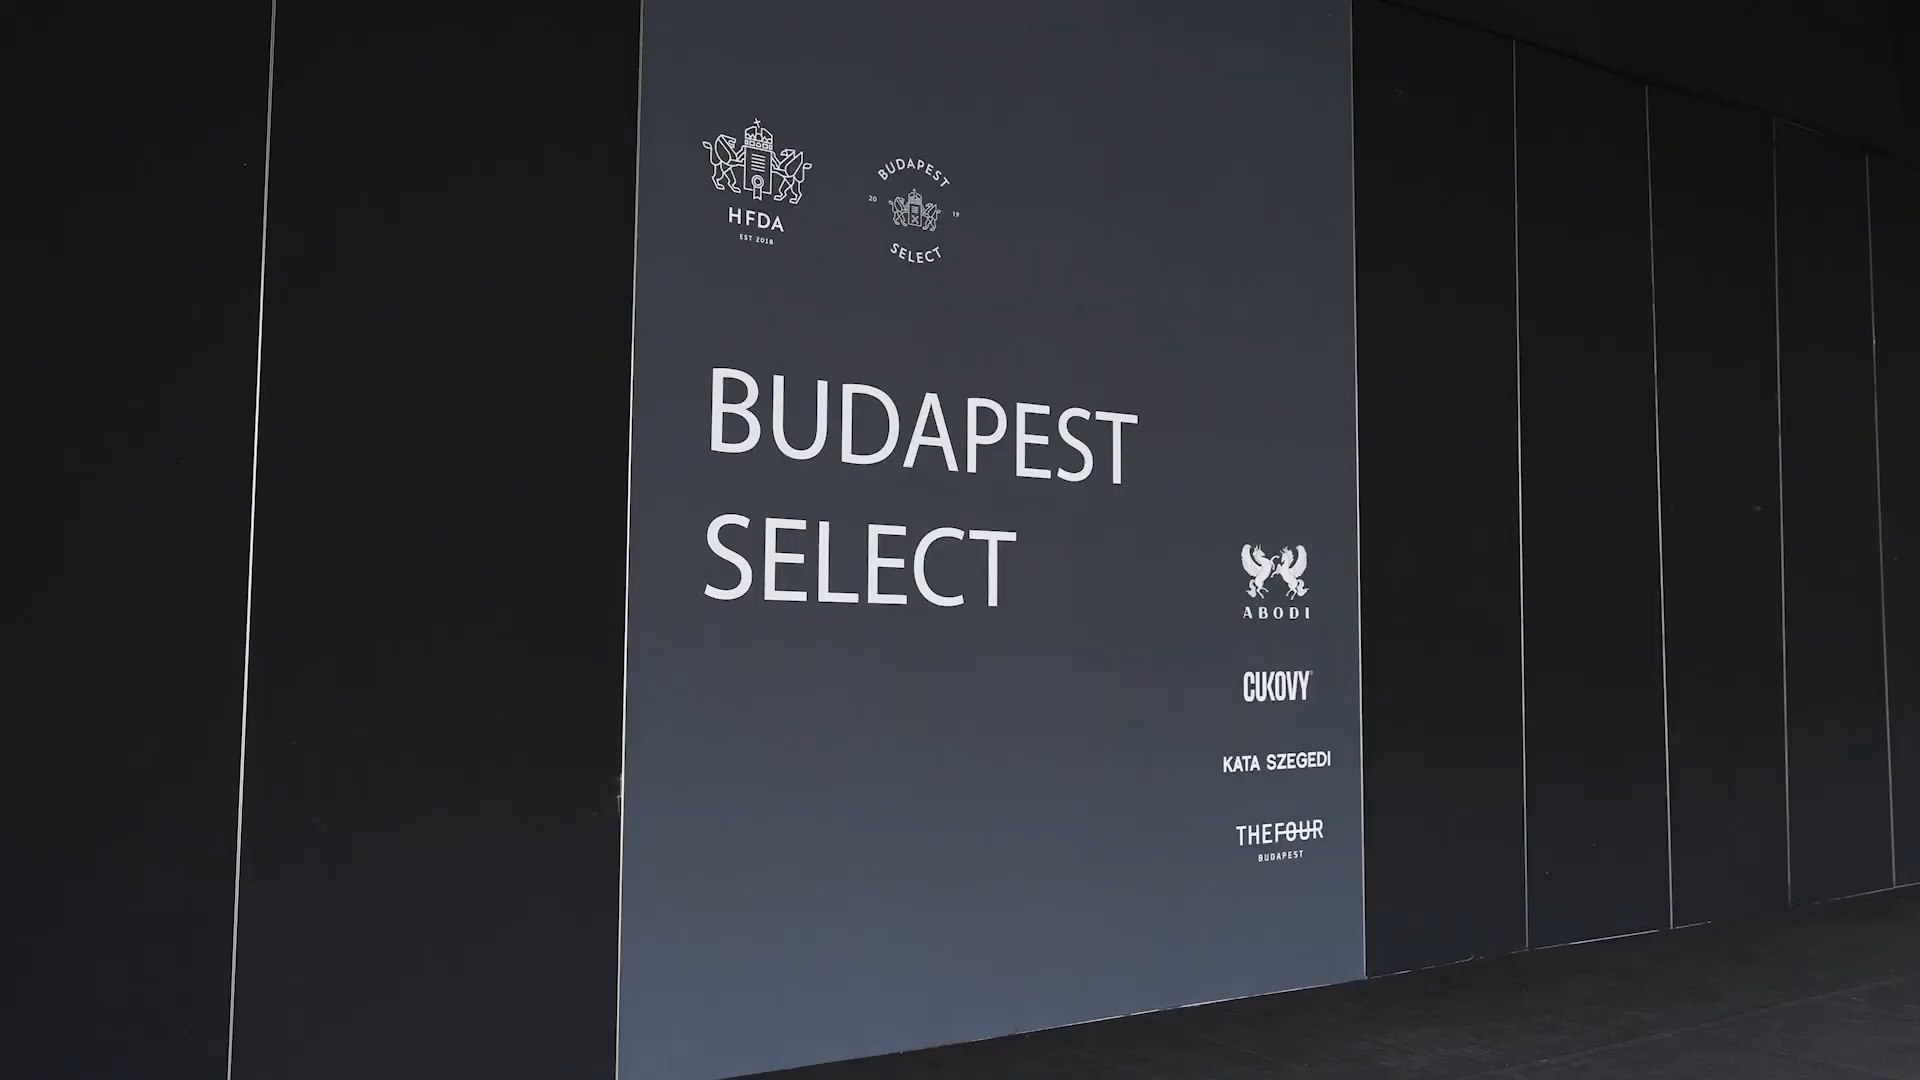 HFDA
EST 2018
BUDAPEST
20 19
SELECT
BUDAPEST
SELECT
ABODI
CUKOVY
KATA SZEGEDI
THEFOUR
BUDAPEST